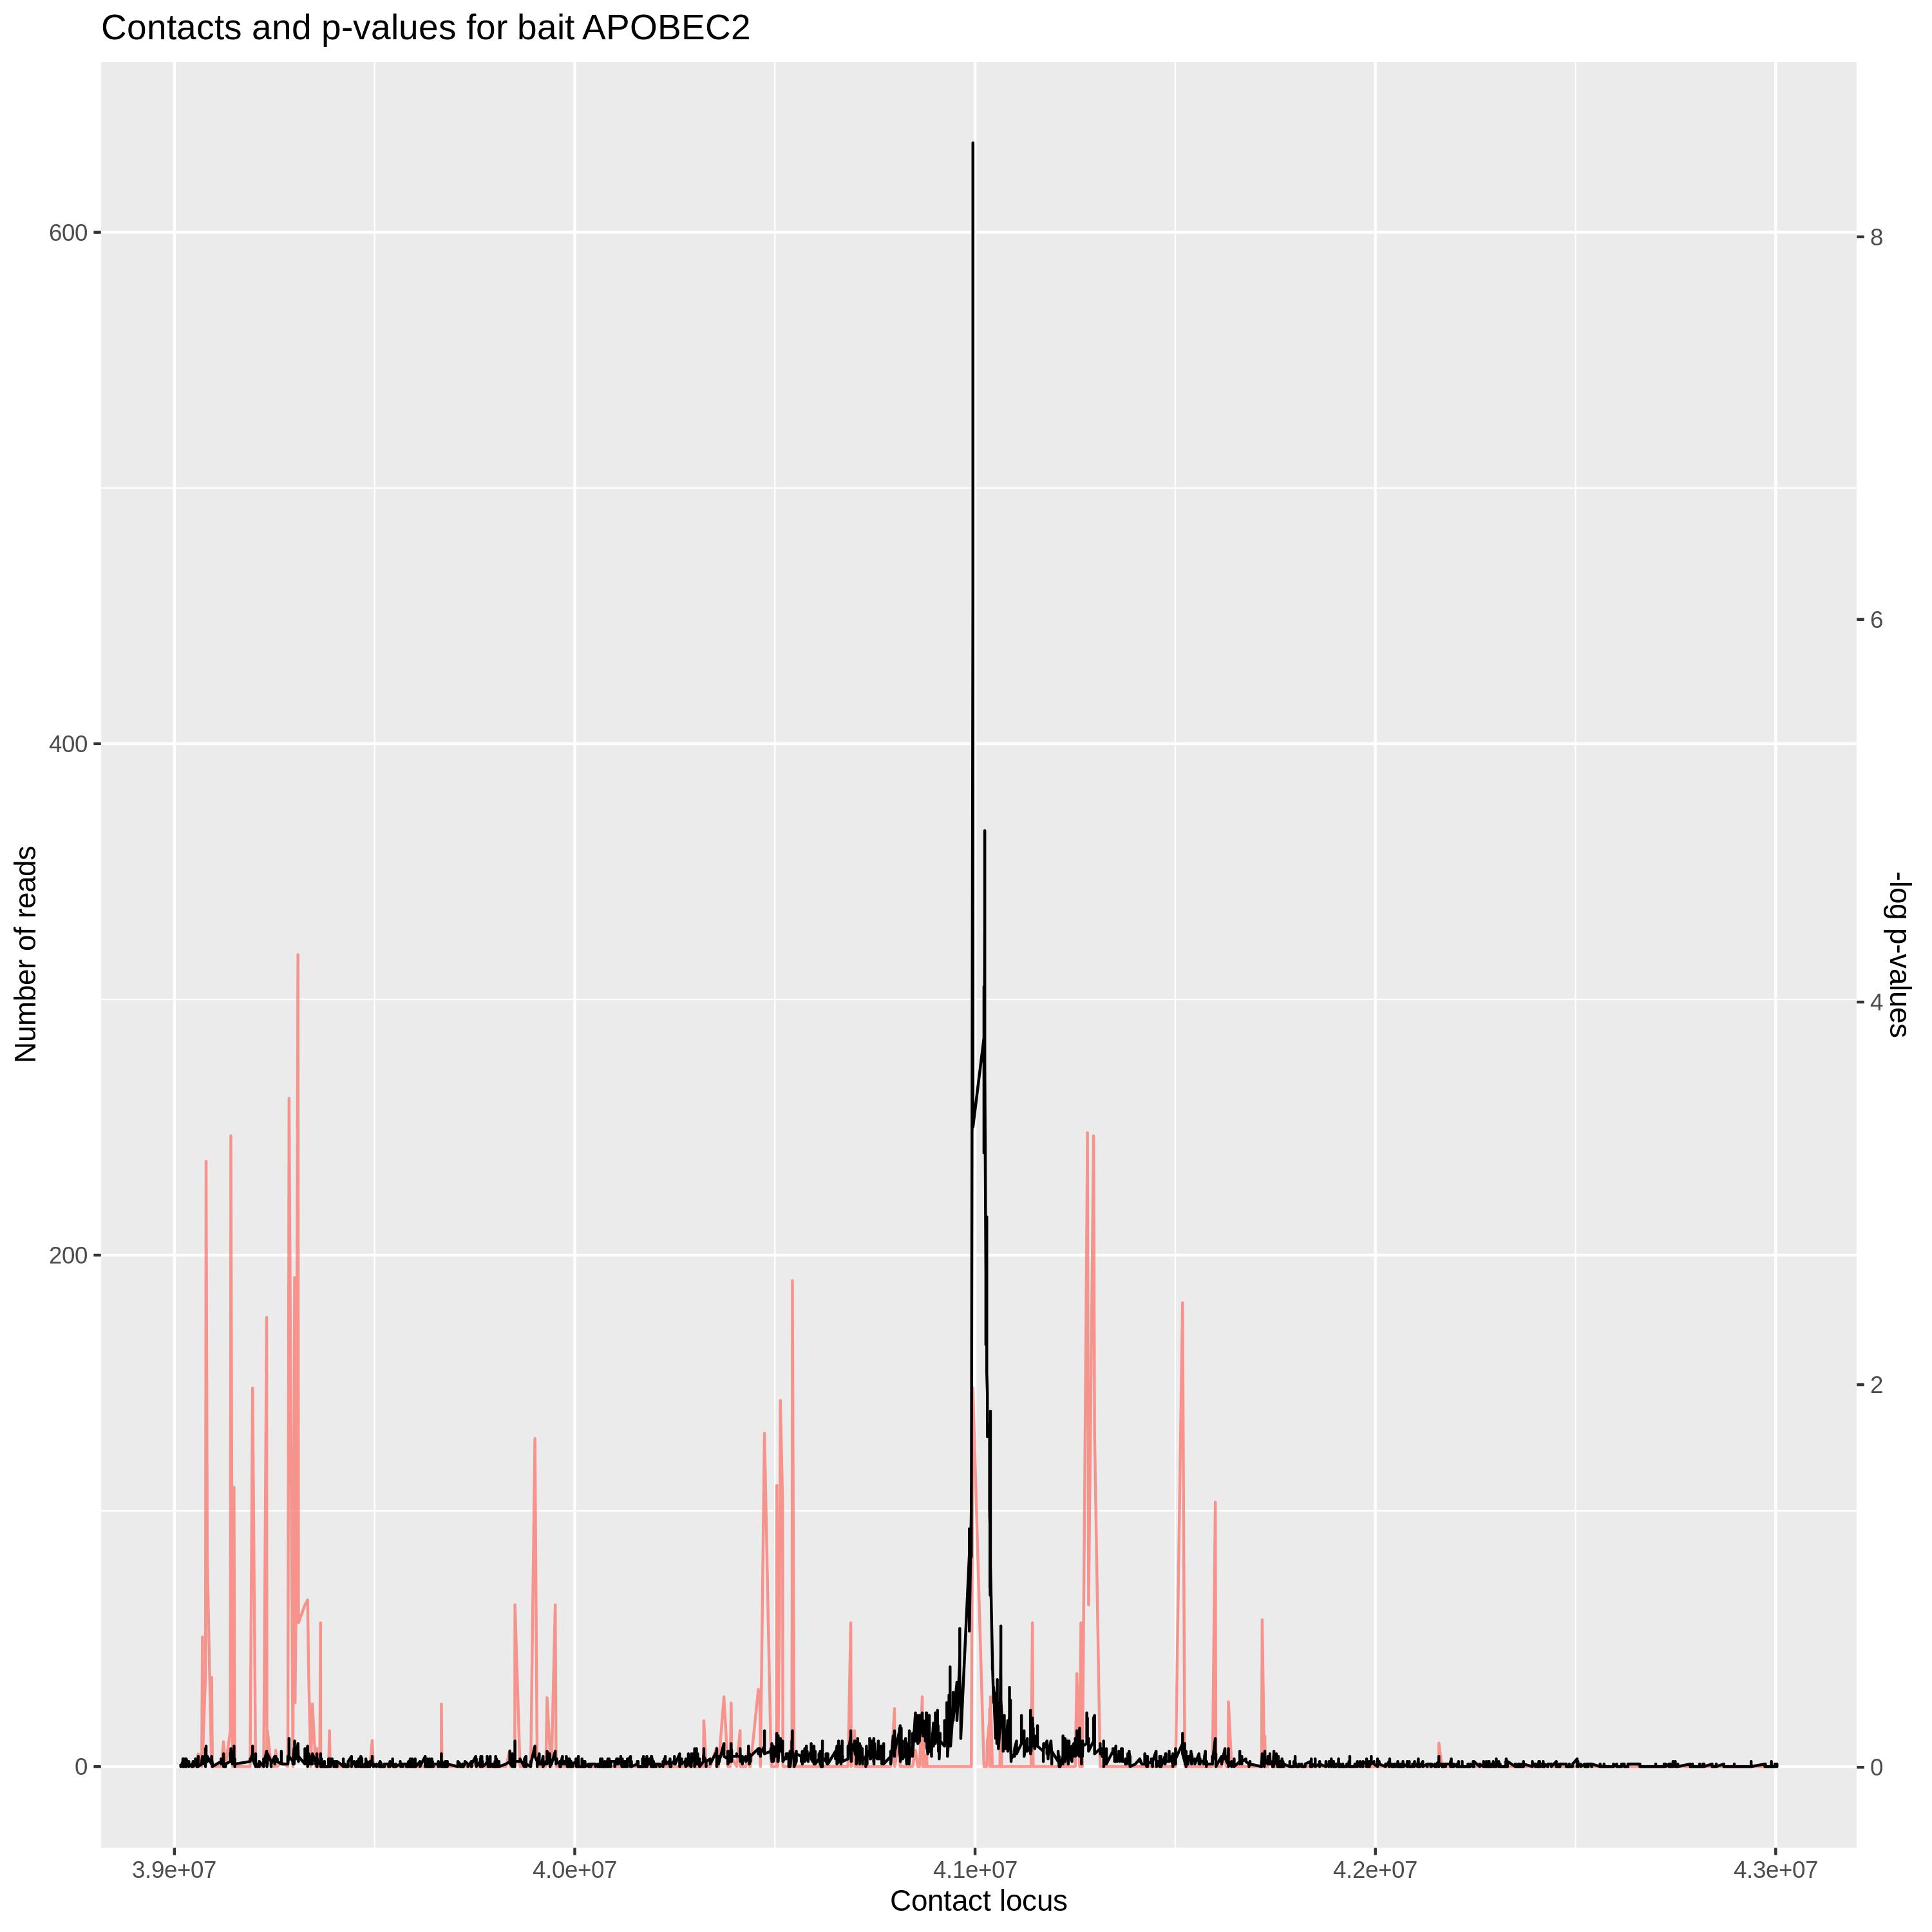 Contacts and p-values for bait APOBEC2
Number of reads
600
400
200
0
8
6
4
2
0
-log p-values
3.9e+07 4.0e+07 4.1e+07 4.2e+07 4.3e+07
Contact locus